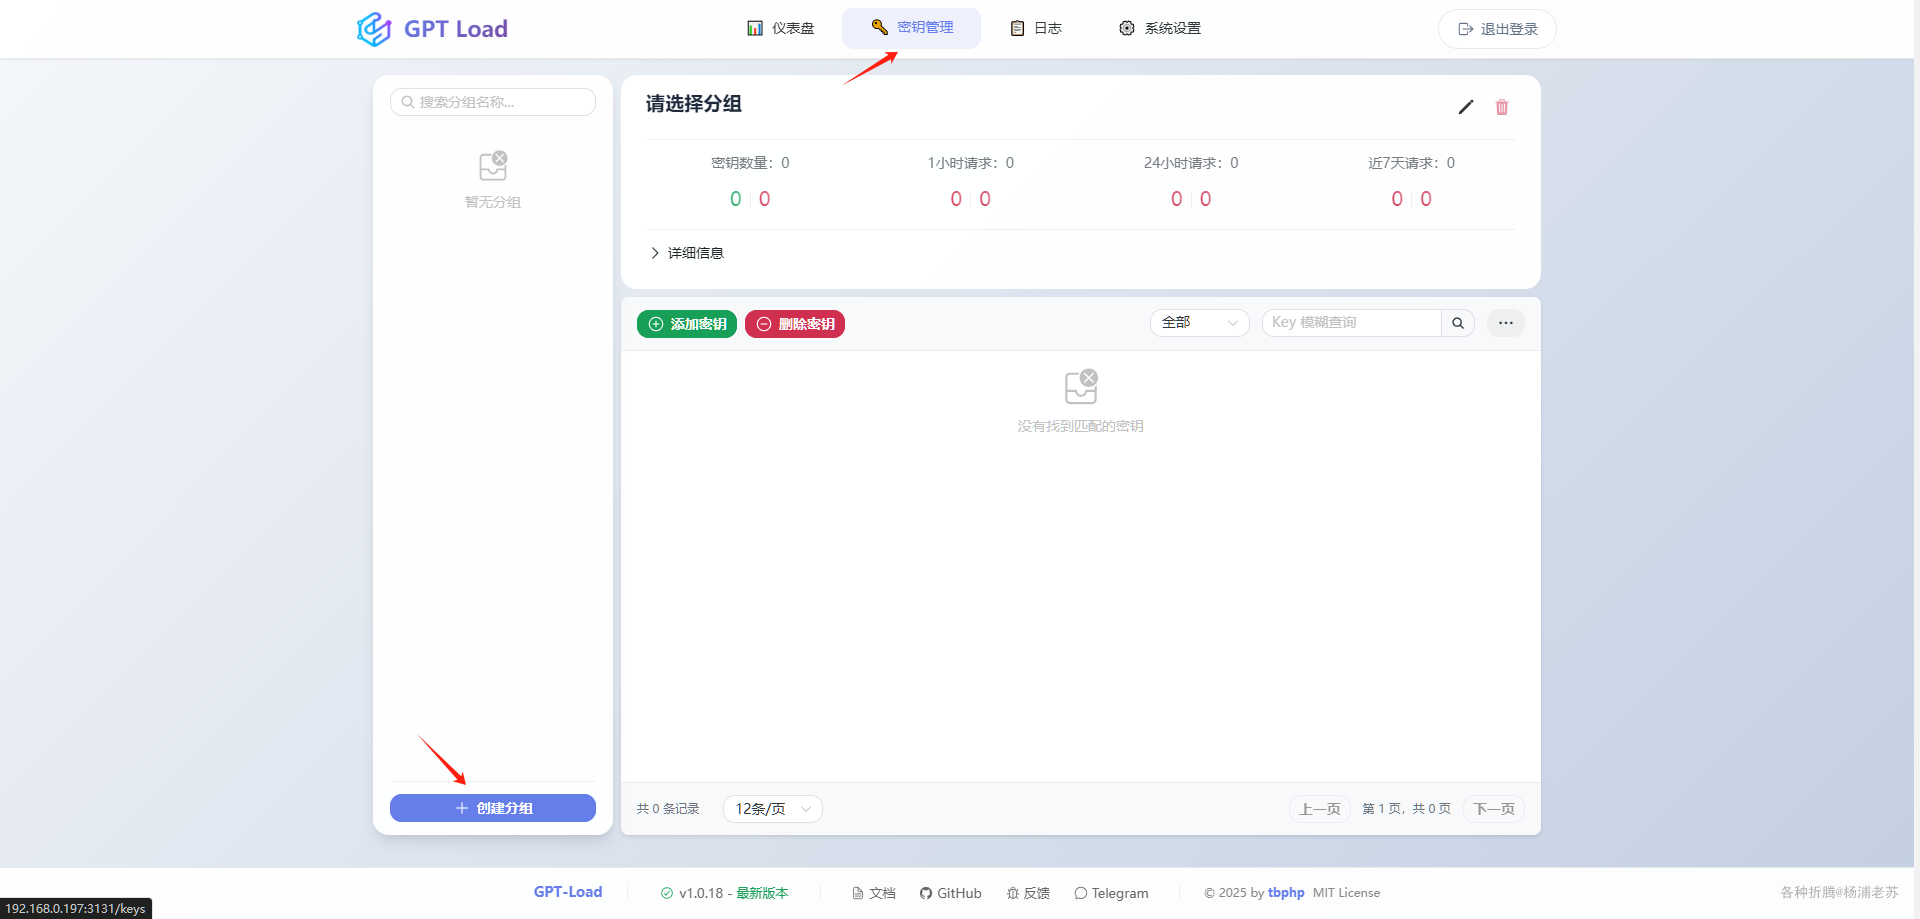 GPT Load
仪表盘
密钥管理
日志
系统设置
退出登录
搜索分组名称...
暂无分组
创建分组
请选择分组
密钥数量：0
1小时请求：0
24小时请求：0
近7天请求：0
0 0
0 0
0 0
0 0
详细信息
添加密钥
删除密钥
全部
Key 模糊查询
没有找到匹配的密钥
共 0 条记录
12条/页
上一页
第 1 页，共 0 页
下一页
GPT-Load
v1.0.18 - 最新版本
文档
GitHub
反馈
Telegram
© 2025 by tbphp MIT License
各种折腾@杨浦老苏
192.168.0.197:3131/keys